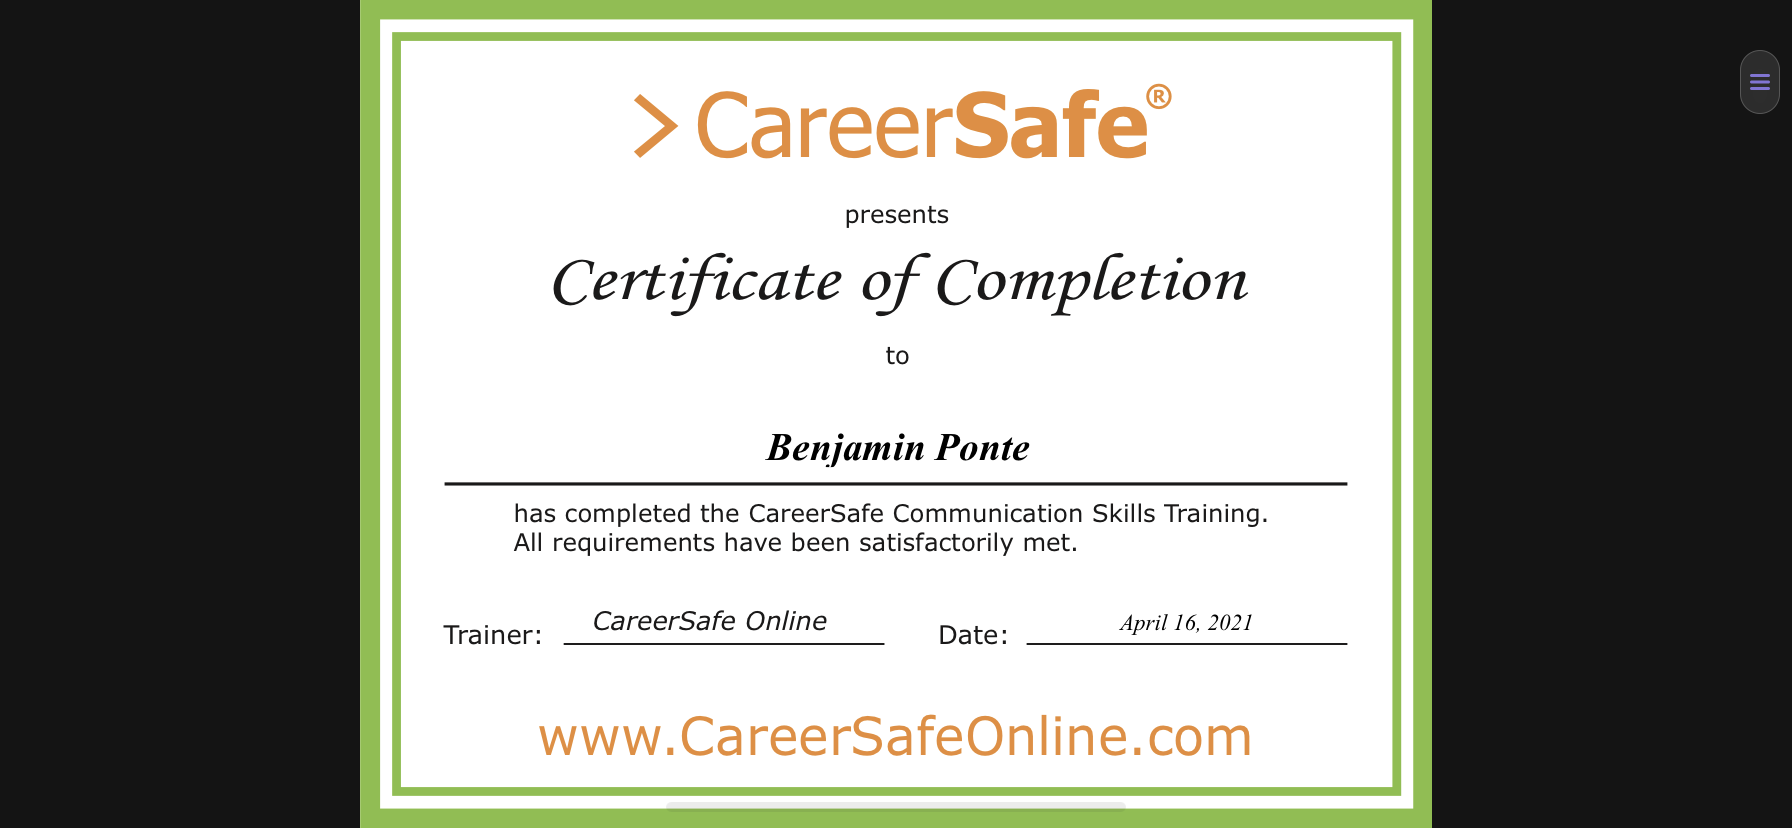 > CareerSafe®
presents
Certificate of Completion
to
Benjamin Ponte
has completed the CareerSafe Communication Skills Training.
All requirements have been satisfactorily met.
Trainer: CareerSafe Online Date: April 16, 2021
www.CareerSafeOnline.com